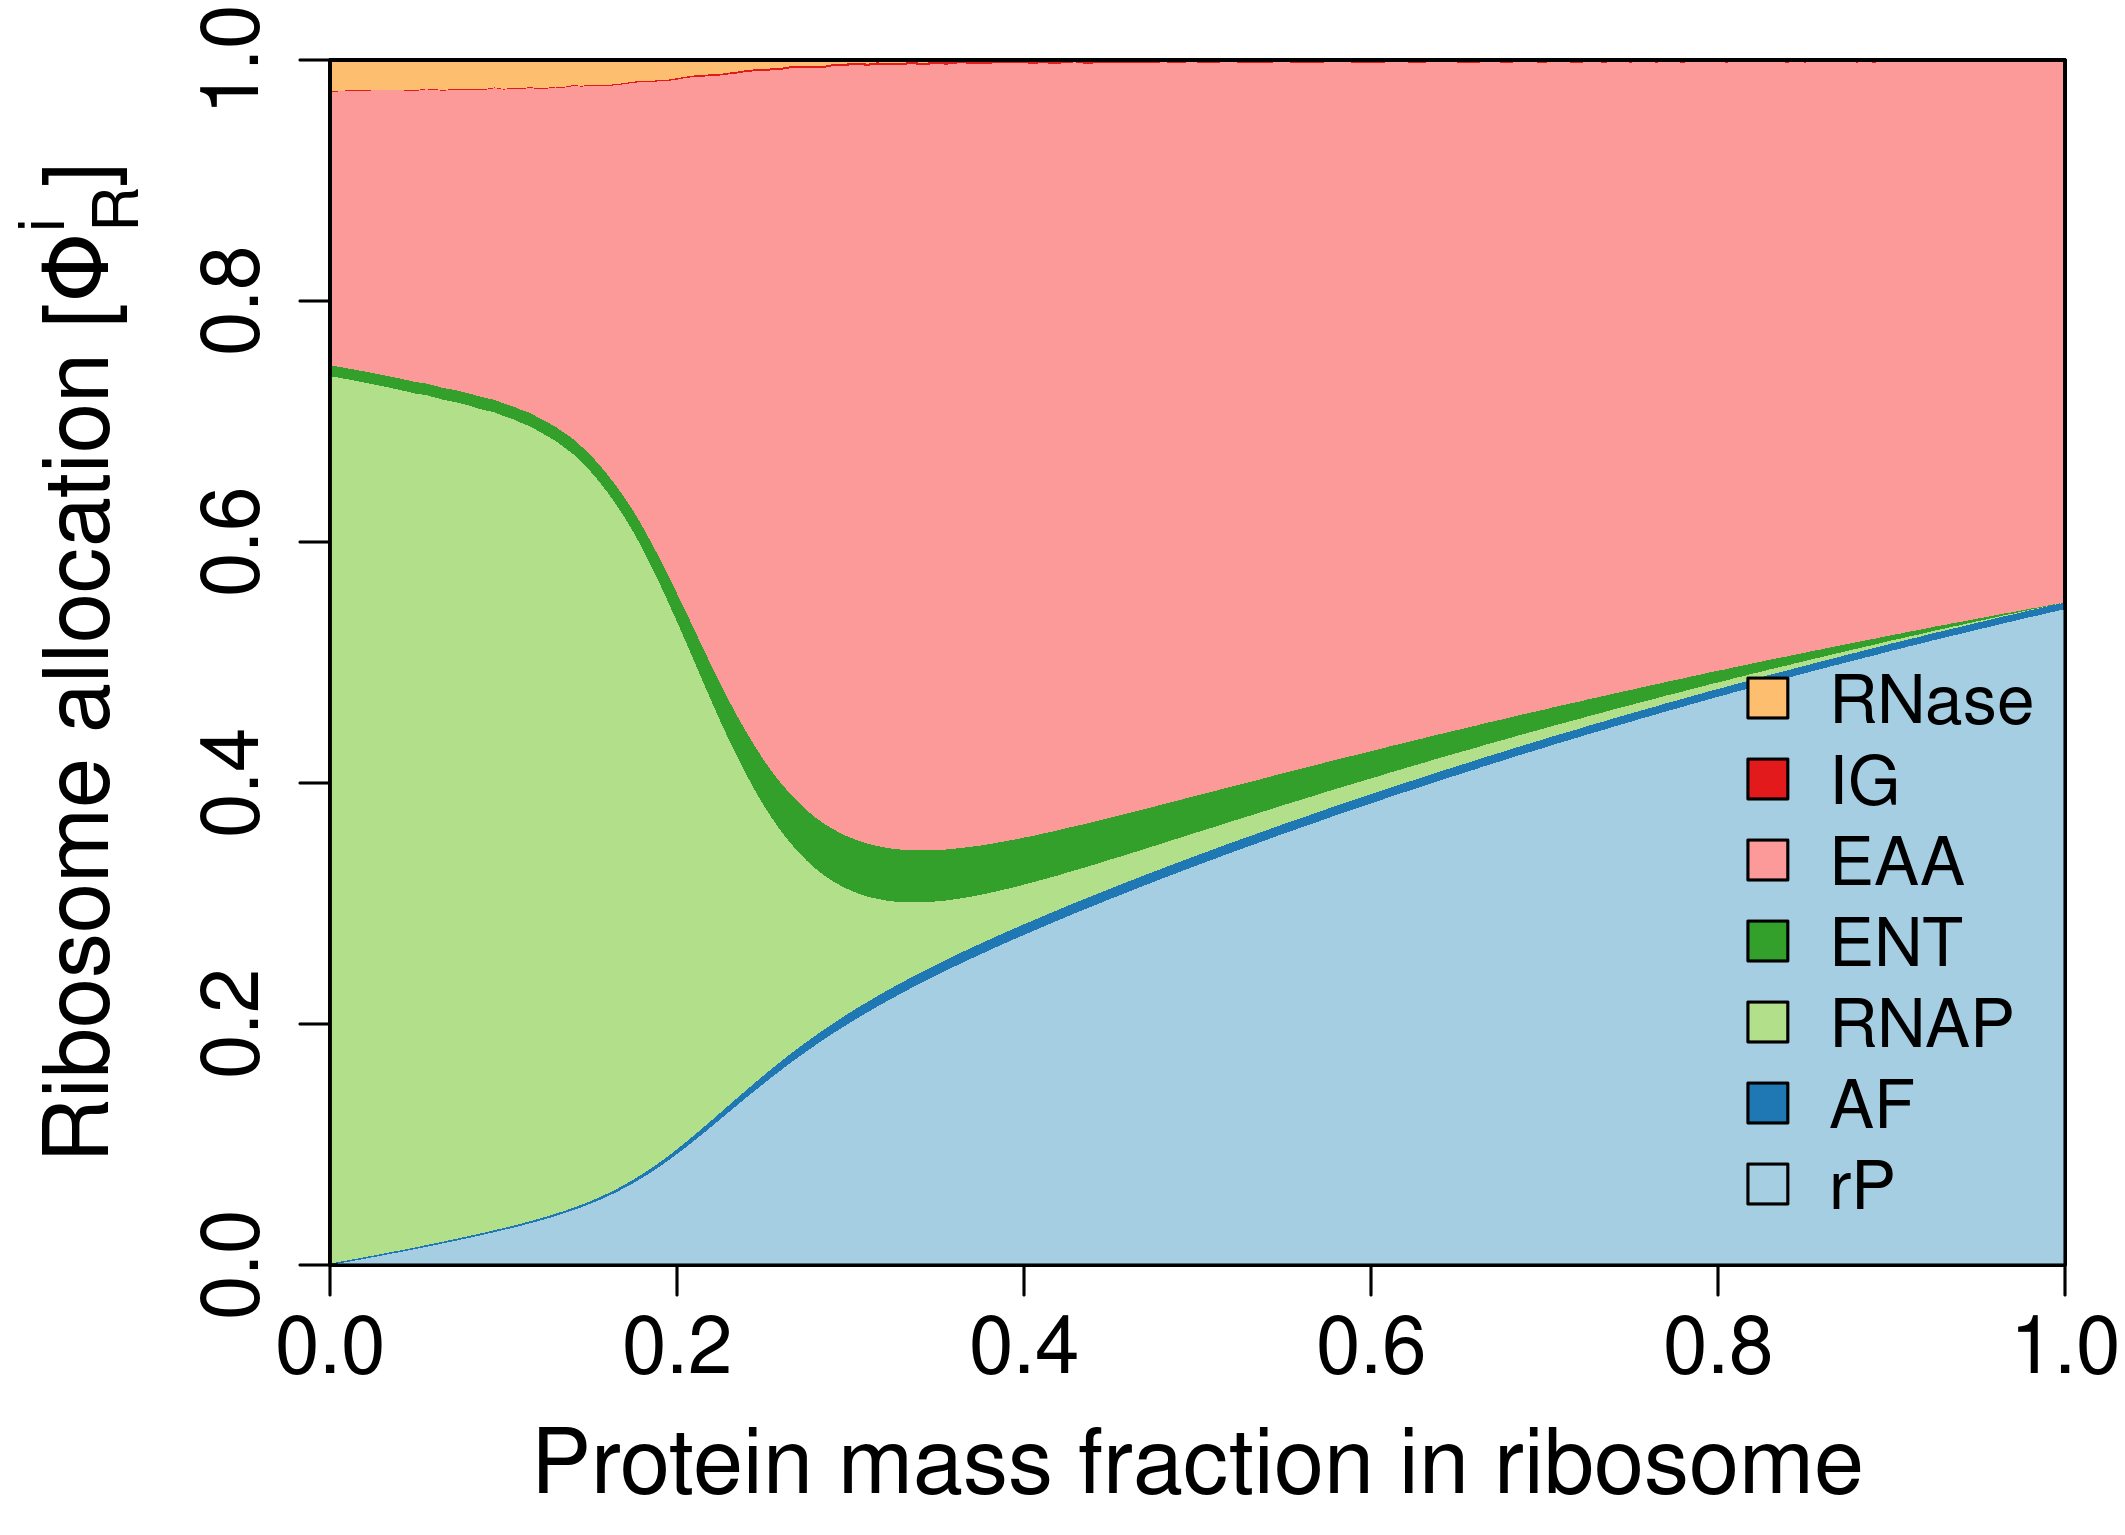 Ribosome allocation [Φ^i_R]
1.0
0.8
0.6
0.4
0.2
0.0
RNase
IG
EAA
ENT
RNAP
AF
rP
0.0 0.2 0.4 0.6 0.8 1.0
Protein mass fraction in ribosome